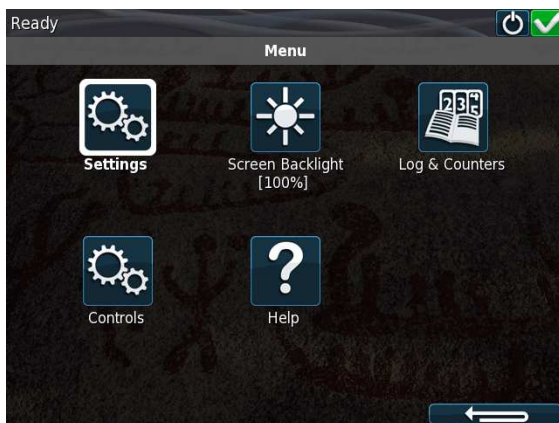 Ready
Menu
Settings
Screen Backlight
[100%]
Log & Counters
Controls
Help